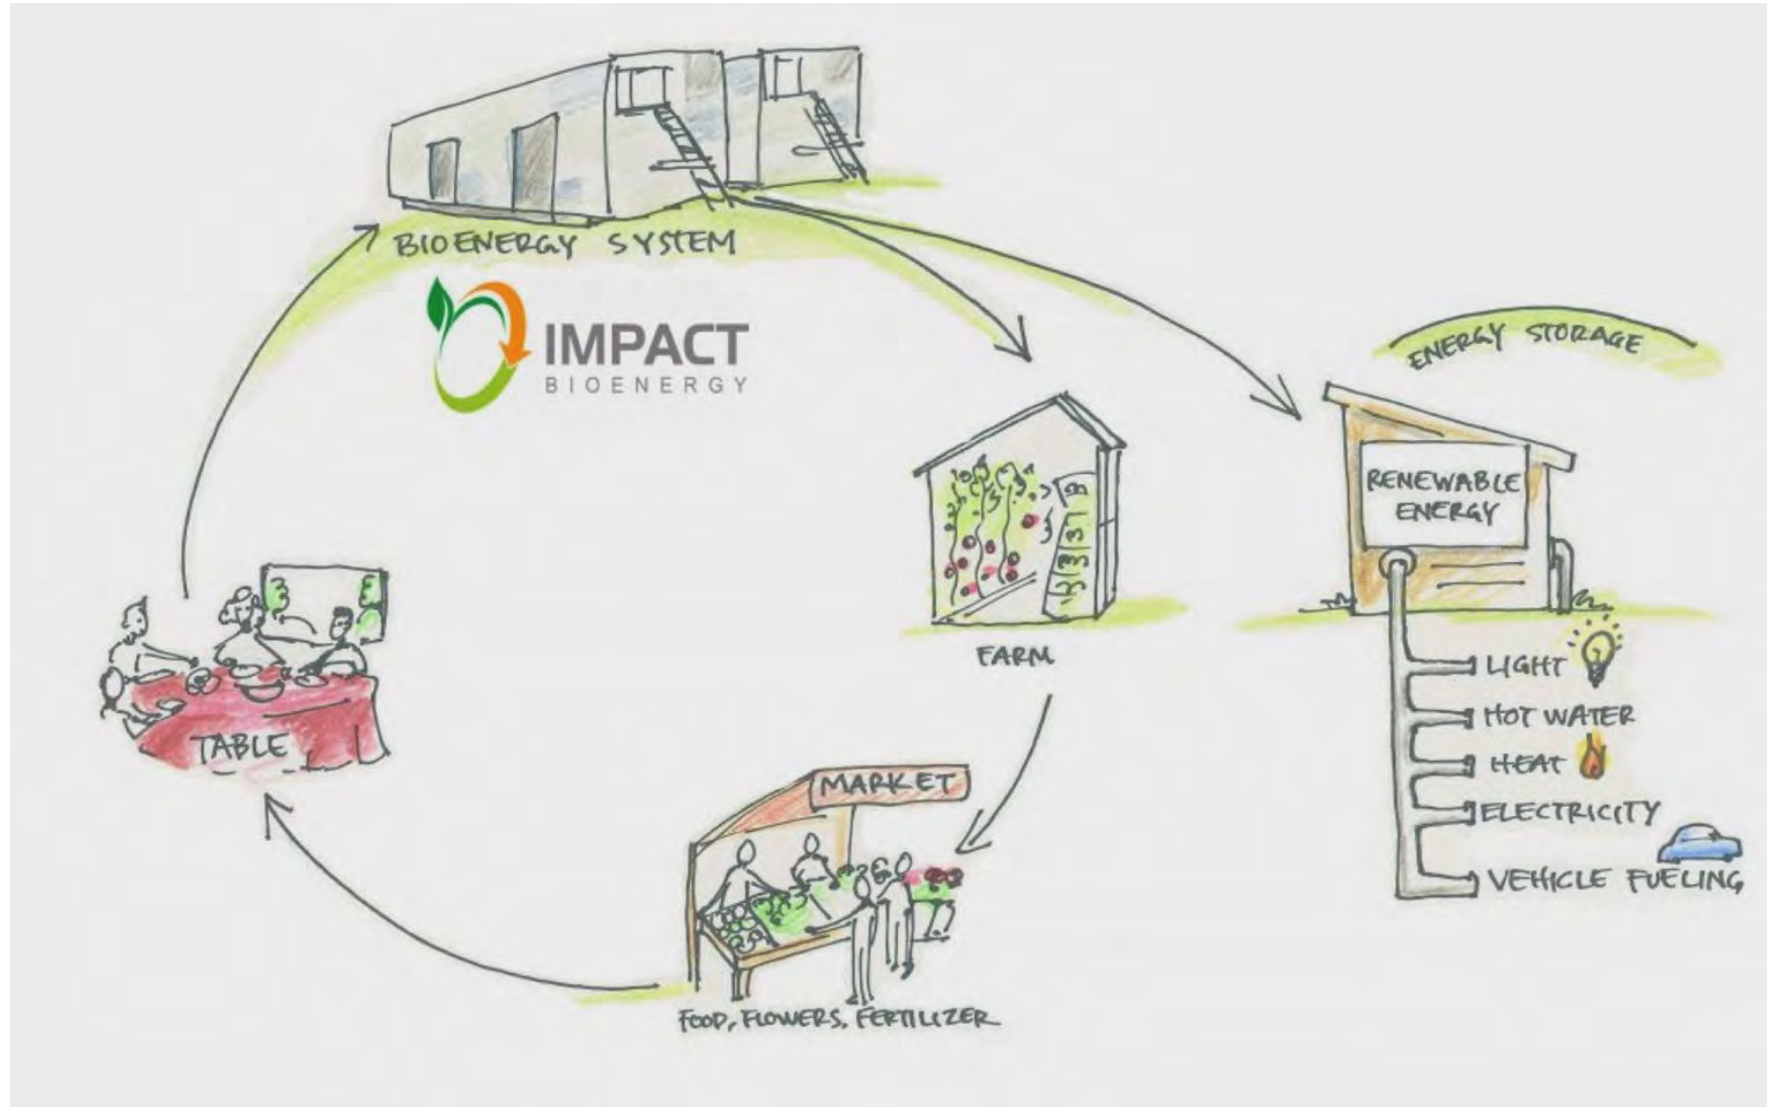 BIOENERGY SYSTEM
IMPACT
BIOENERGY
ENERGY STORAGE
RENEWABLE
ENERGY
FARM
LIGHT
HOT WATER
HEAT
ELECTRICITY
VEHICLE FUELING
TABLE
MARKET
FOOD, FLOWERS, FERTILIZER